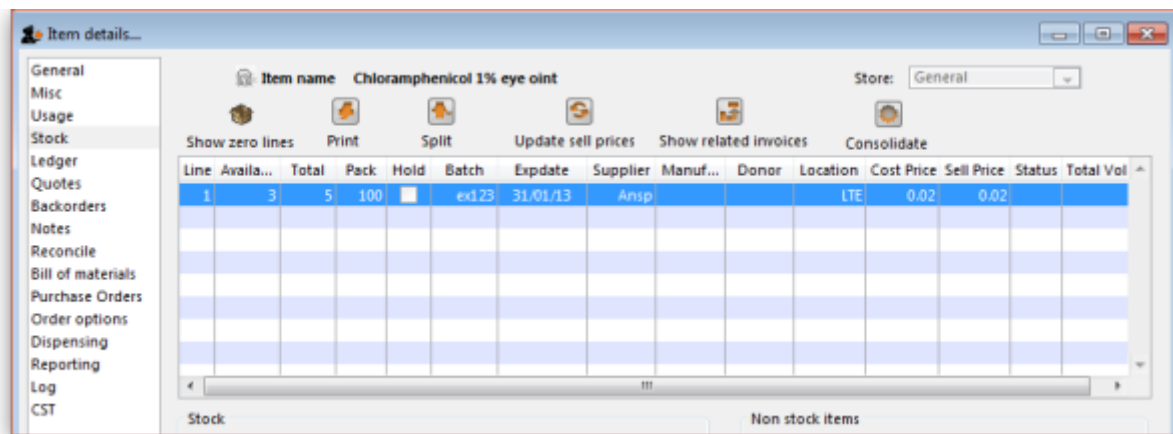 Item details...
General
Misc
Usage
Stock
Ledger
Quotes
Backorders
Notes
Reconcile
Bill of materials
Purchase Orders
Order options
Dispensing
Reporting
Log
CST
Item name Chloramphenicol 1% eye oint
Store: General
Show zero lines Print Split Update sell prices Show related invoices Consolidate
Line Availa... Total Pack Hold Batch Expdate Supplier Manuf... Donor Location Cost Price Sell Price Status Total Vol
1 3 5 100 ex123 31/01/13 Ansp LTE 0.02 0.02
Stock Non stock items